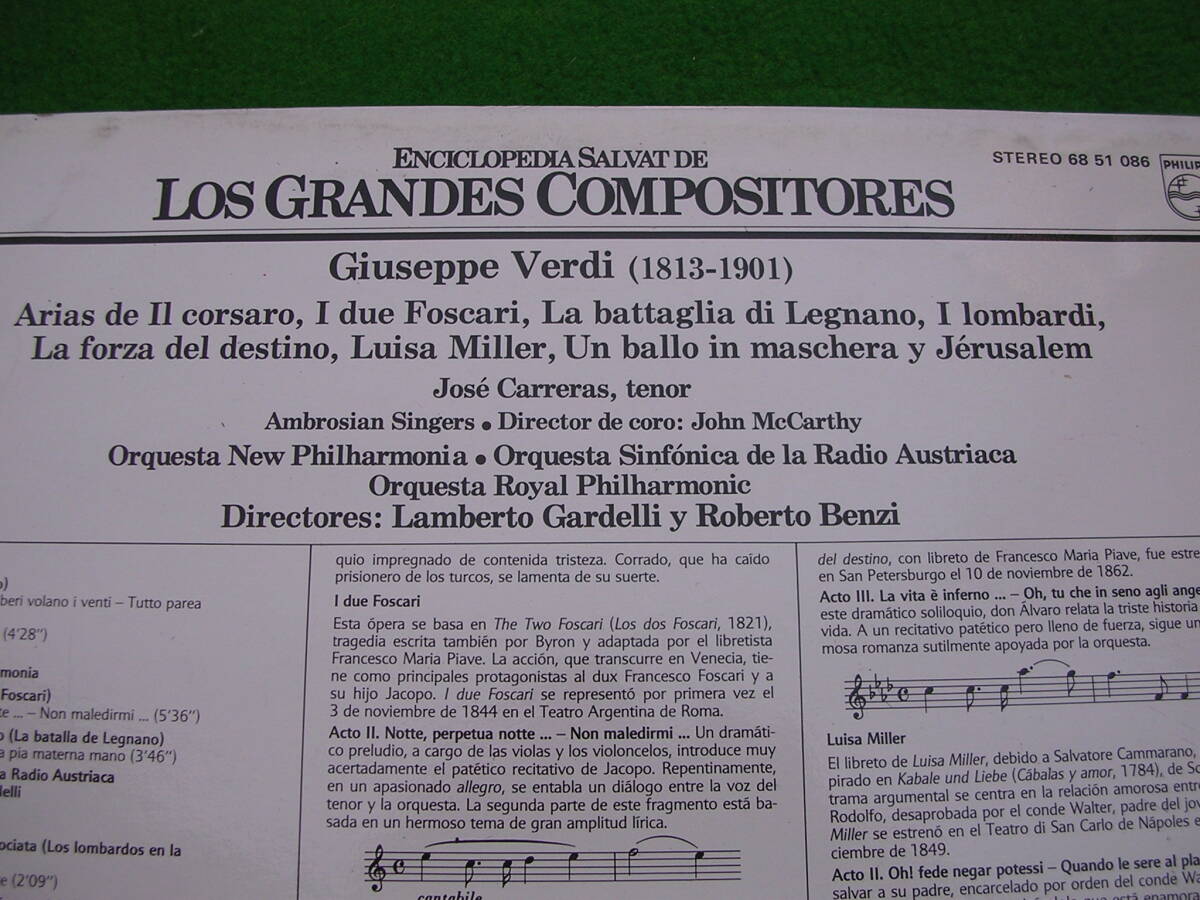 ENCICLOPEDIA SALVAT DE
LOS GRANDES COMPOSITORES
STEREO 68 51 086
Giuseppe Verdi (1813-1901)
Arias de Il corsaro, I due Foscari, La battaglia di Legnano, I lombardi,
La forza del destino, Luisa Miller, Un ballo in maschera y Jérusalem
José Carreras, tenor
Ambrosian Singers • Director de coro: John McCarthy
Orquesta New Philharmonia • Orquesta Sinfónica de la Radio Austriaca
Orquesta Royal Philharmonic
Directores: Lamberto Gardelli y Roberto Benzi
volano i venti – Tutto parea
(4'28")
Foscari)
... – Non maledirmi ... (5'36")
(La batalla de Legnano)
pia materna mano (3'46")
Radio Austriaca
(Los lombardos en la
(2'09")
quio impregnado de contenida tristeza. Corrado, que ha caído
prisionero de los turcos, se lamenta de su suerte.
I due Foscari
Esta ópera se basa en The Two Foscari (Los dos Foscari, 1821),
tragedia escrita también por Byron y adaptada por el libretista
Francesco Maria Piave. La acción, que transcurre en Venecia, tie-
ne como principales protagonistas al dux Francesco Foscari y a
su hijo Jacopo. I due Foscari se representó por primera vez el
3 de noviembre de 1844 en el Teatro Argentina de Roma.
Acto II. Notte, perpetua notte ... – Non maledirmi ... Un dramáti-
co preludio, a cargo de las violas y los violoncelos, introduce muy
acertadamente el patético recitativo de Jacopo. Repentinamente,
en un apasionado allegro, se entabla un diálogo entre la voz del
tenor y la orquesta. La segunda parte de este fragmento está ba-
sada en un hermoso tema de gran amplitud lírica.
cantabile
del destino, con libreto de Francesco Maria Piave, fue estre
en San Petersburgo el 10 de noviembre de 1862.
Acto III. La vita è inferno ... – Oh, tu che in seno agli ange
este dramático soliloquio, don Álvaro relata la triste historia
vida. A un recitativo patético pero lleno de fuerza, sigue un
mosa romanza sutilmente apoyada por la orquesta.
Luisa Miller
El libreto de Luisa Miller, debido a Salvatore Cammarano,
pirado en Kabale und Liebe (Cábalas y amor, 1784), de
trama argumental se centra en la relación amorosa entre
Rodolfo, desaprobada por el conde Walter, padre del
Miller se estrenó en el Teatro di San Carlo de Nápoles
ciembre de 1849.
Acto II. Oh! fede negar potessi – Quando le sere al pla
salvar a su padre, encarcelado por orden del conde